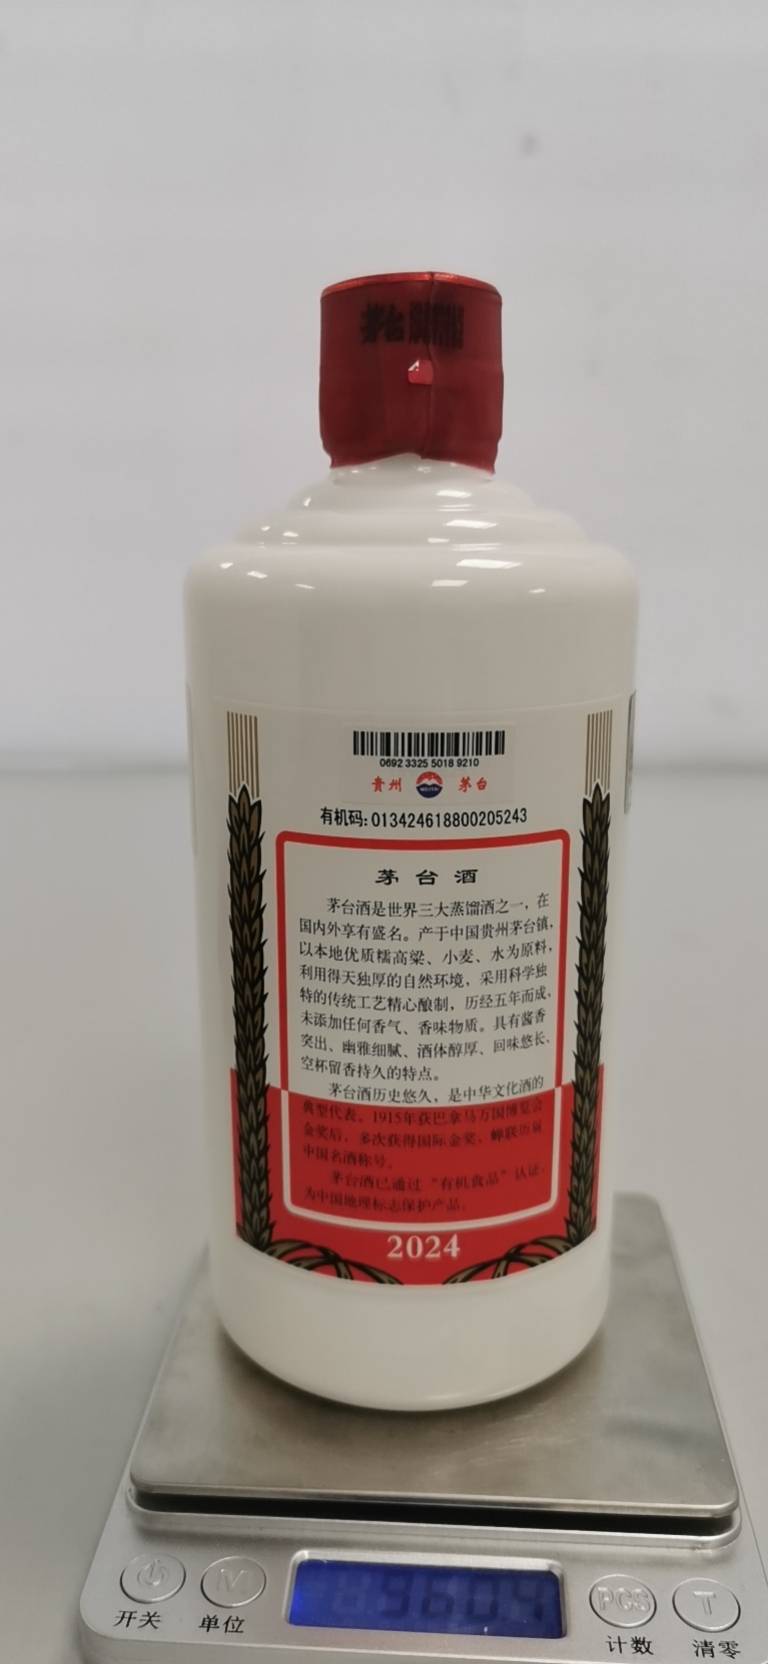 茅台
0692 3325 5018 9210
贵州 茅台
有机码: 013424618800205243
茅台酒
茅台酒是世界三大蒸馏酒之一，在
国内外享有盛名。产于中国贵州茅台镇，
以本地优质糯高粱、小麦、水为原料，
利用得天独厚的自然环境，采用科学独
特的传统工艺精心酿制，历经五年而成，
未添加任何香气、香味物质。具有酱香
突出、幽雅细腻、酒体醇厚、回味悠长、
空杯留香持久的特点。
茅台酒历史悠久，是中华文化酒的
典型代表。1915年获巴拿马万国博览会
金奖后，多次获得国际金奖，蝉联历届
中国名酒称号。
茅台酒已通过“有机食品”认证，
为中国地理标志保护产品。
2024
M
PCS
T
开关
单位
计数
清零